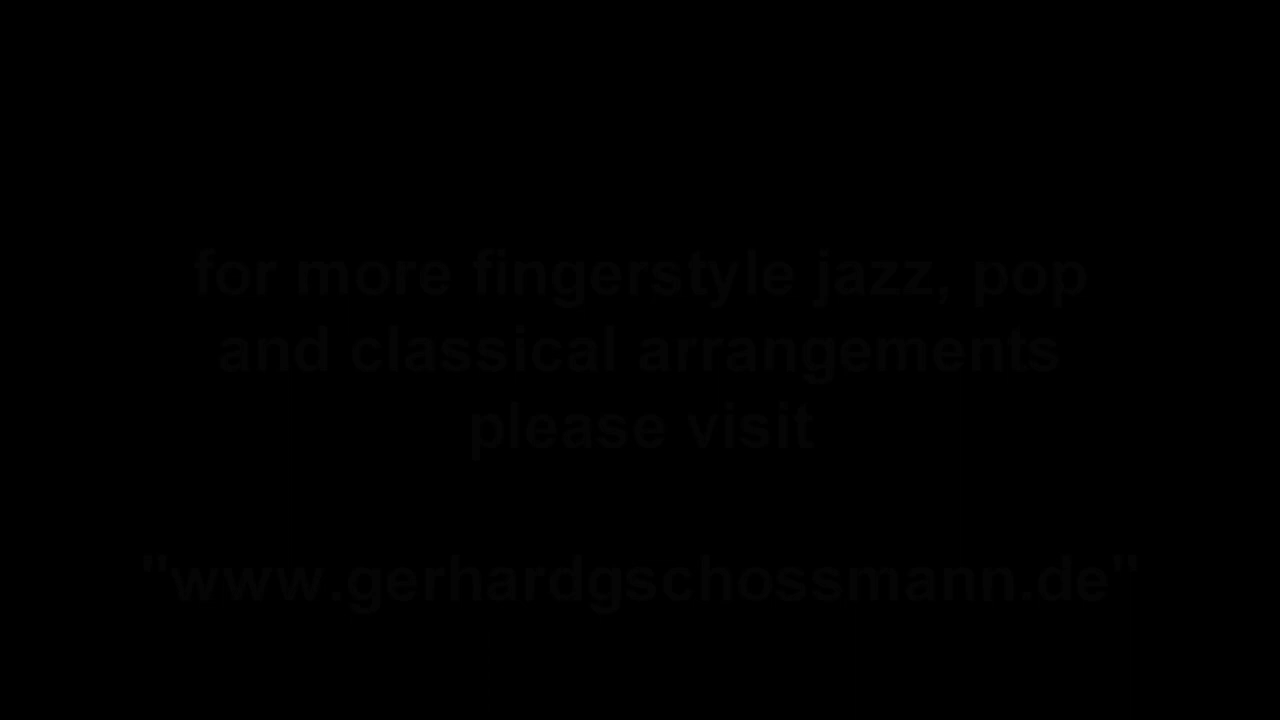 for more fingerstyle jazz, pop
and classical arrangements
please visit
"www.gerhardgschossmann.de"